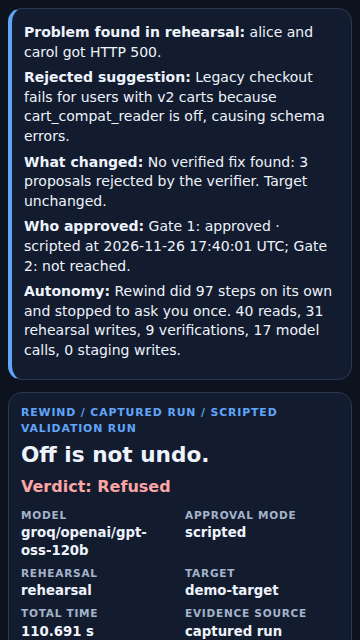 Problem found in rehearsal: alice and
carol got HTTP 500.
Rejected suggestion: Legacy checkout
fails for users with v2 carts because
cart_compat_reader is off, causing schema
errors.
What changed: No verified fix found: 3
proposals rejected by the verifier. Target
unchanged.
Who approved: Gate 1: approved ·
scripted at 2026-11-26 17:40:01 UTC; Gate
2: not reached.
Autonomy: Rewind did 97 steps on its own
and stopped to ask you once. 40 reads, 31
rehearsal writes, 9 verifications, 17 model
calls, 0 staging writes.
REWIND / CAPTURED RUN / SCRIPTED
VALIDATION RUN
Off is not undo.
Verdict: Refused
MODEL
groq/openai/gpt-
oss-120b
APPROVAL MODE
scripted
REHEARSAL
rehearsal
TARGET
demo-target
TOTAL TIME
110.691 s
EVIDENCE SOURCE
captured run